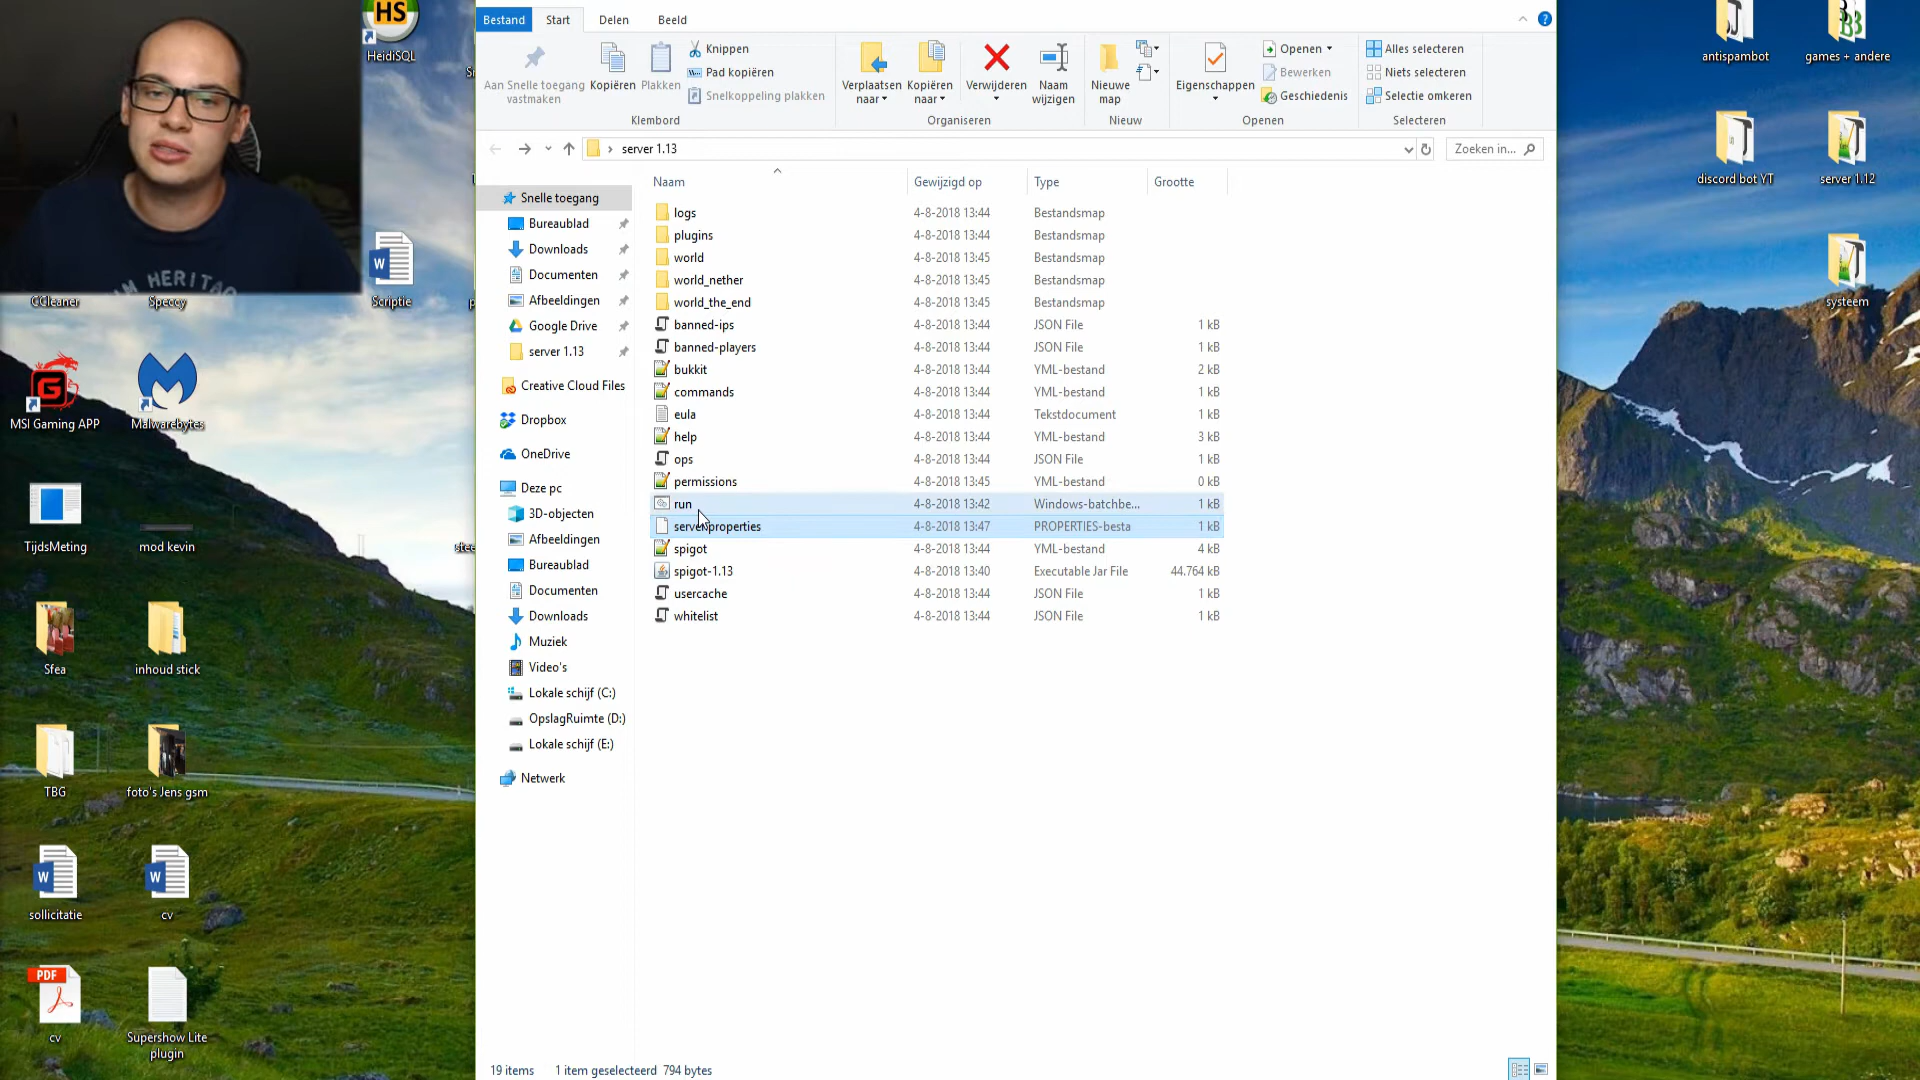 HS
HeidiSQL
M HERITA
CCleaner
Speccy
Scriptie
MSI Gaming APP
Malwarebytes
TijdsMeting
mod kevin
Sfea
inhoud stick
TBG
foto's Jens gsm
sollicitatie
cv
PDF
cv
Supershow Lite
plugin
Bestand
Start
Delen
Beeld
Aan Snelle toegang
vastmaken
Kopiëren
Plakken
Knippen
Pad kopiëren
Snelkoppeling plakken
Klembord
Verplaatsen
naar
Kopiëren
naar
Verwijderen
Naam
wijzigen
Organiseren
Nieuwe
map
Nieuw
Eigenschappen
Openen
Bewerken
Geschiedenis
Openen
Alles selecteren
Niets selecteren
Selectie omkeren
Selecteren
server 1.13
Zoeken in...
Snelle toegang
Bureaublad
Downloads
Documenten
Afbeeldingen
Google Drive
server 1.13
Creative Cloud Files
Dropbox
OneDrive
Deze pc
3D-objecten
Afbeeldingen
Bureaublad
Documenten
Downloads
Muziek
Video's
Lokale schijf (C:)
OpslagRuimte (D:)
Lokale schijf (E:)
Netwerk
Naam Gewijzigd op Type Grootte
logs 4-8-2018 13:44 Bestandsmap
plugins 4-8-2018 13:44 Bestandsmap
world 4-8-2018 13:45 Bestandsmap
world_nether 4-8-2018 13:45 Bestandsmap
world_the_end 4-8-2018 13:45 Bestandsmap
banned-ips 4-8-2018 13:44 JSON File 1 kB
banned-players 4-8-2018 13:44 JSON File 1 kB
bukkit 4-8-2018 13:44 YML-bestand 2 kB
commands 4-8-2018 13:44 YML-bestand 1 kB
eula 4-8-2018 13:44 Tekstdocument 1 kB
help 4-8-2018 13:44 YML-bestand 3 kB
ops 4-8-2018 13:44 JSON File 1 kB
permissions 4-8-2018 13:45 YML-bestand 0 kB
run 4-8-2018 13:42 Windows-batchbe... 1 kB
server.properties 4-8-2018 13:47 PROPERTIES-besta 1 kB
spigot 4-8-2018 13:44 YML-bestand 4 kB
spigot-1.13 4-8-2018 13:40 Executable Jar File 44.764 kB
usercache 4-8-2018 13:44 JSON File 1 kB
whitelist 4-8-2018 13:44 JSON File 1 kB
19 items 1 item geselecteerd 794 bytes
antispambot
games + andere
discord bot YT
server 1.12
systeem